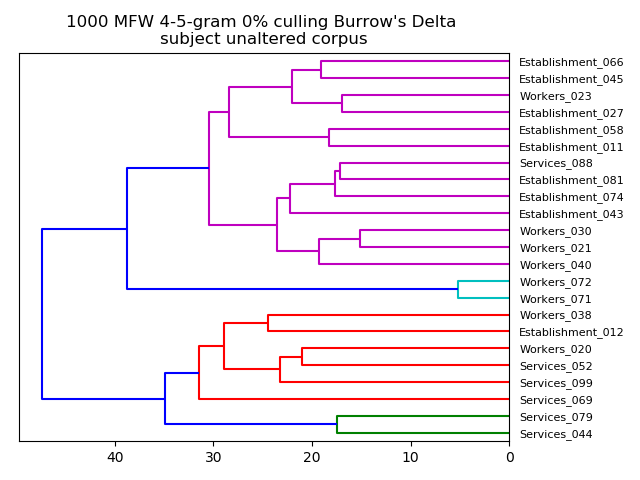 1000 MFW 4-5-gram 0% culling Burrow's Delta
subject unaltered corpus
Establishment_066
Establishment_045
Workers_023
Establishment_027
Establishment_058
Establishment_011
Services_088
Establishment_081
Establishment_074
Establishment_043
Workers_030
Workers_021
Workers_040
Workers_072
Workers_071
Workers_038
Establishment_012
Workers_020
Services_052
Services_099
Services_069
Services_079
Services_044
40 30 20 10 0